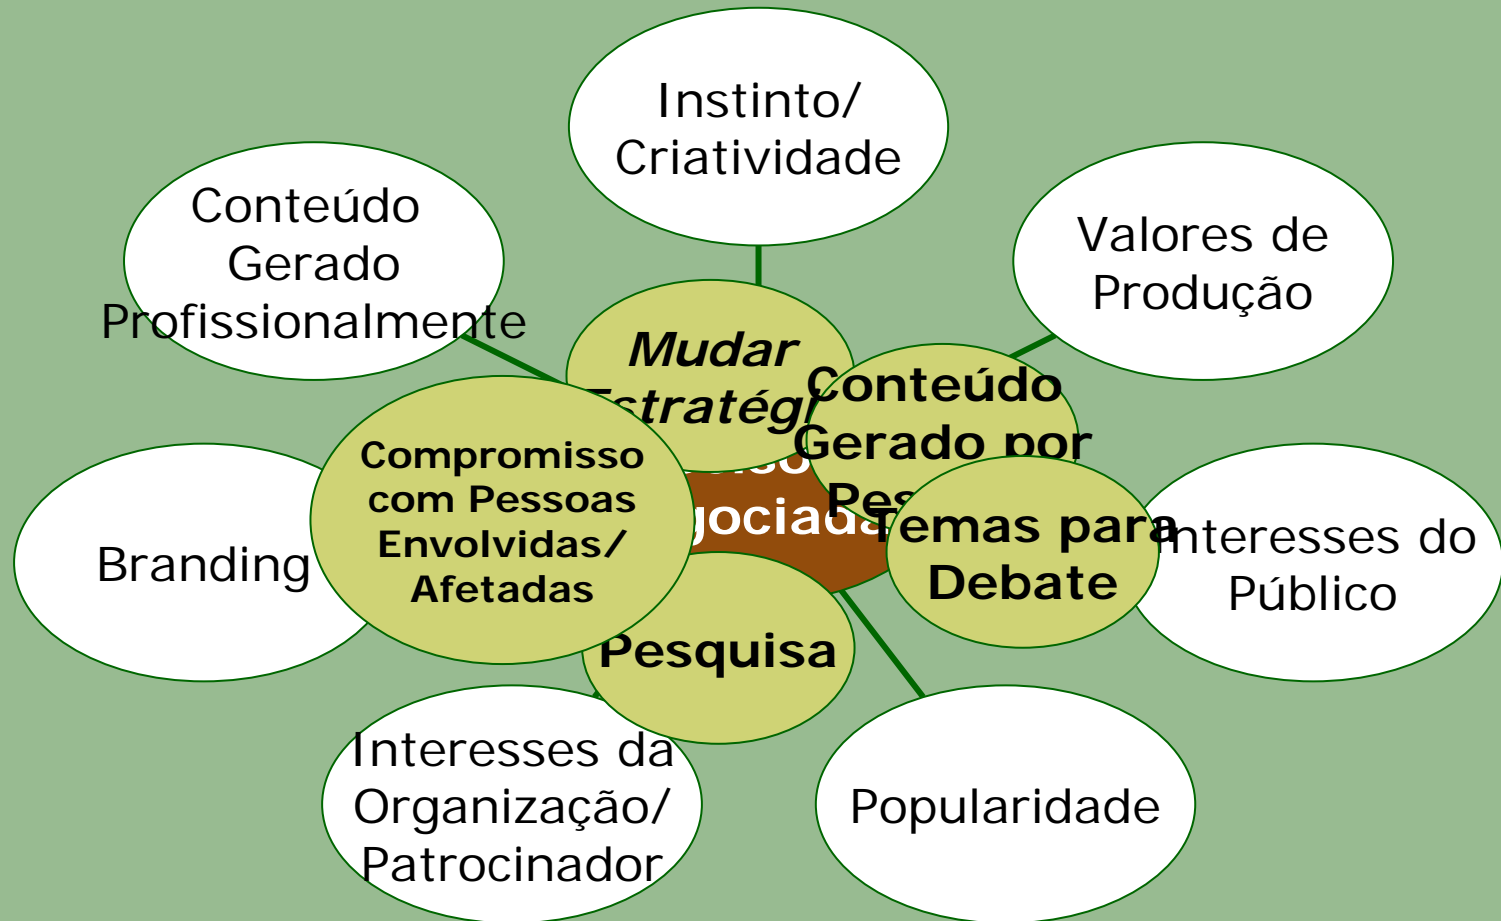 Instinto/
Criatividade
Conteúdo
Gerado
Profissionalmente
Valores de
Produção
Mudar
Conteúdo
Gerado por
Compromisso
com Pessoas
Envolvidas/
Afetadas
Temas para
Debate
Branding
Interesses do
Público
Pesquisa
Interesses da
Organização/
Patrocinador
Popularidade